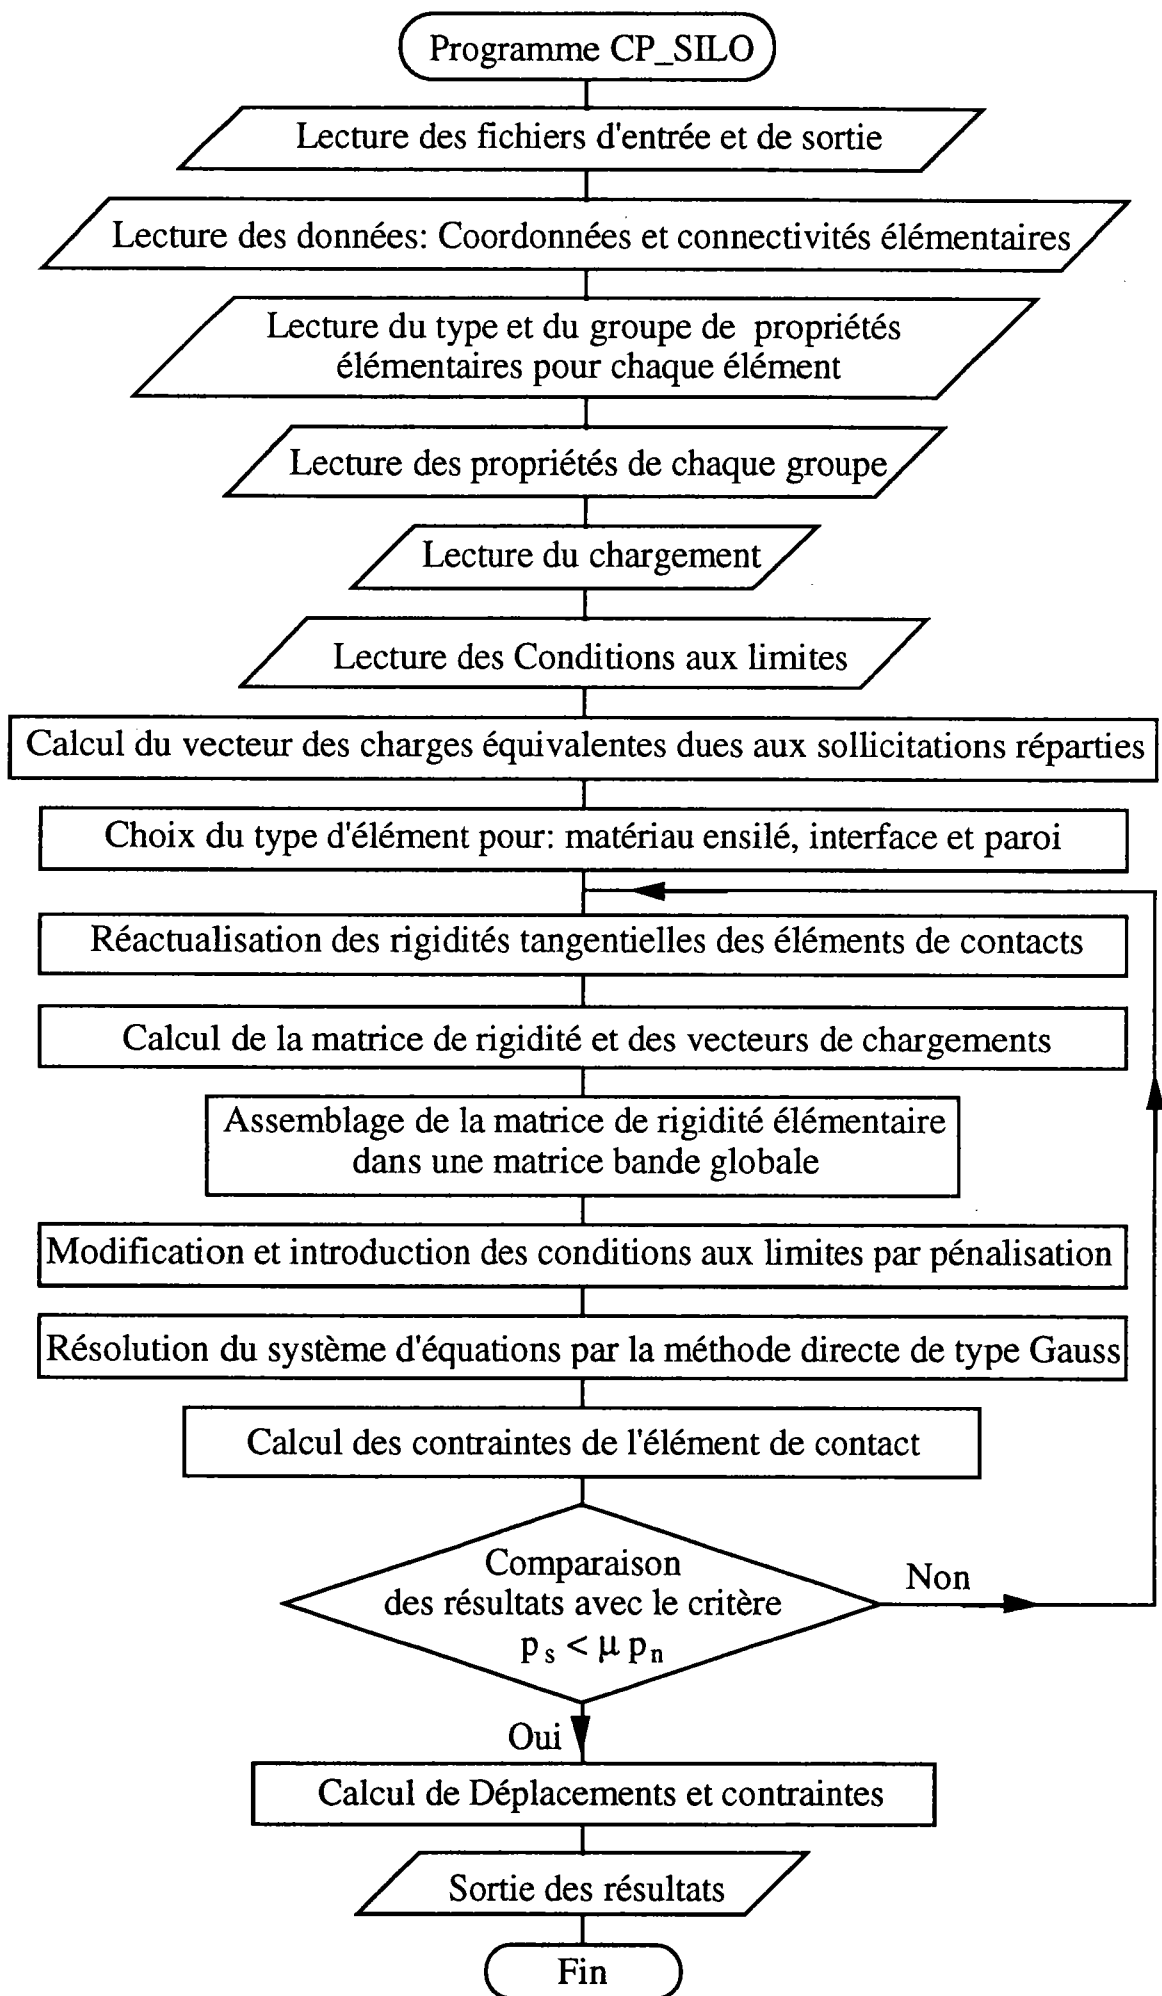 Programme CP_SILO
Lecture des fichiers d'entrée et de sortie
Lecture des données: Coordonnées et connectivités élémentaires
Lecture du type et du groupe de propriétés
élémentaires pour chaque élément
Lecture des propriétés de chaque groupe
Lecture du chargement
Lecture des Conditions aux limites
Calcul du vecteur des charges équivalentes dues aux sollicitations réparties
Choix du type d'élément pour: matériau ensilé, interface et paroi
Réactualisation des rigidités tangentielles des éléments de contacts
Calcul de la matrice de rigidité et des vecteurs de chargements
Assemblage de la matrice de rigidité élémentaire
dans une matrice bande globale
Modification et introduction des conditions aux limites par pénalisation
Résolution du système d'équations par la méthode directe de type Gauss
Calcul des contraintes de l'élément de contact
Comparaison
des résultats avec le critère
p s < μ p n
Non
Oui
Calcul de Déplacements et contraintes
Sortie des résultats
Fin